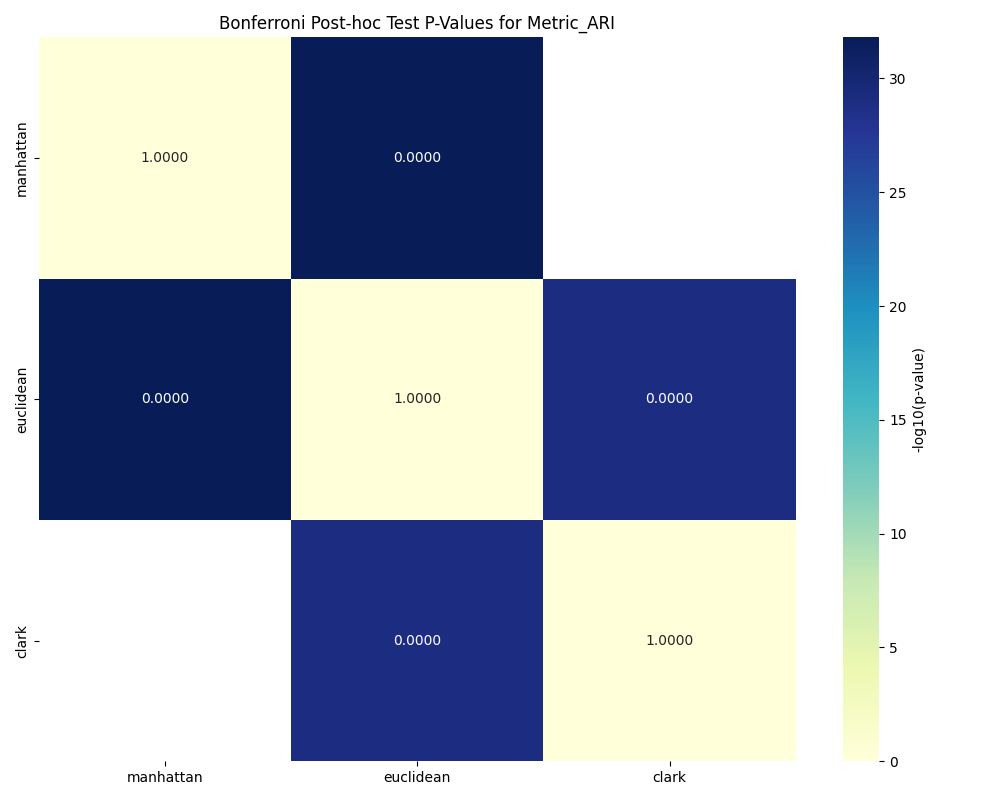 Bonferroni Post-hoc Test P-Values for Metric_ARI
manhattan
1.0000
0.0000
euclidean
0.0000
1.0000
0.0000
clark
0.0000
1.0000
manhattan
euclidean
clark
30
25
20
15
10
5
0
-log10(p-value)